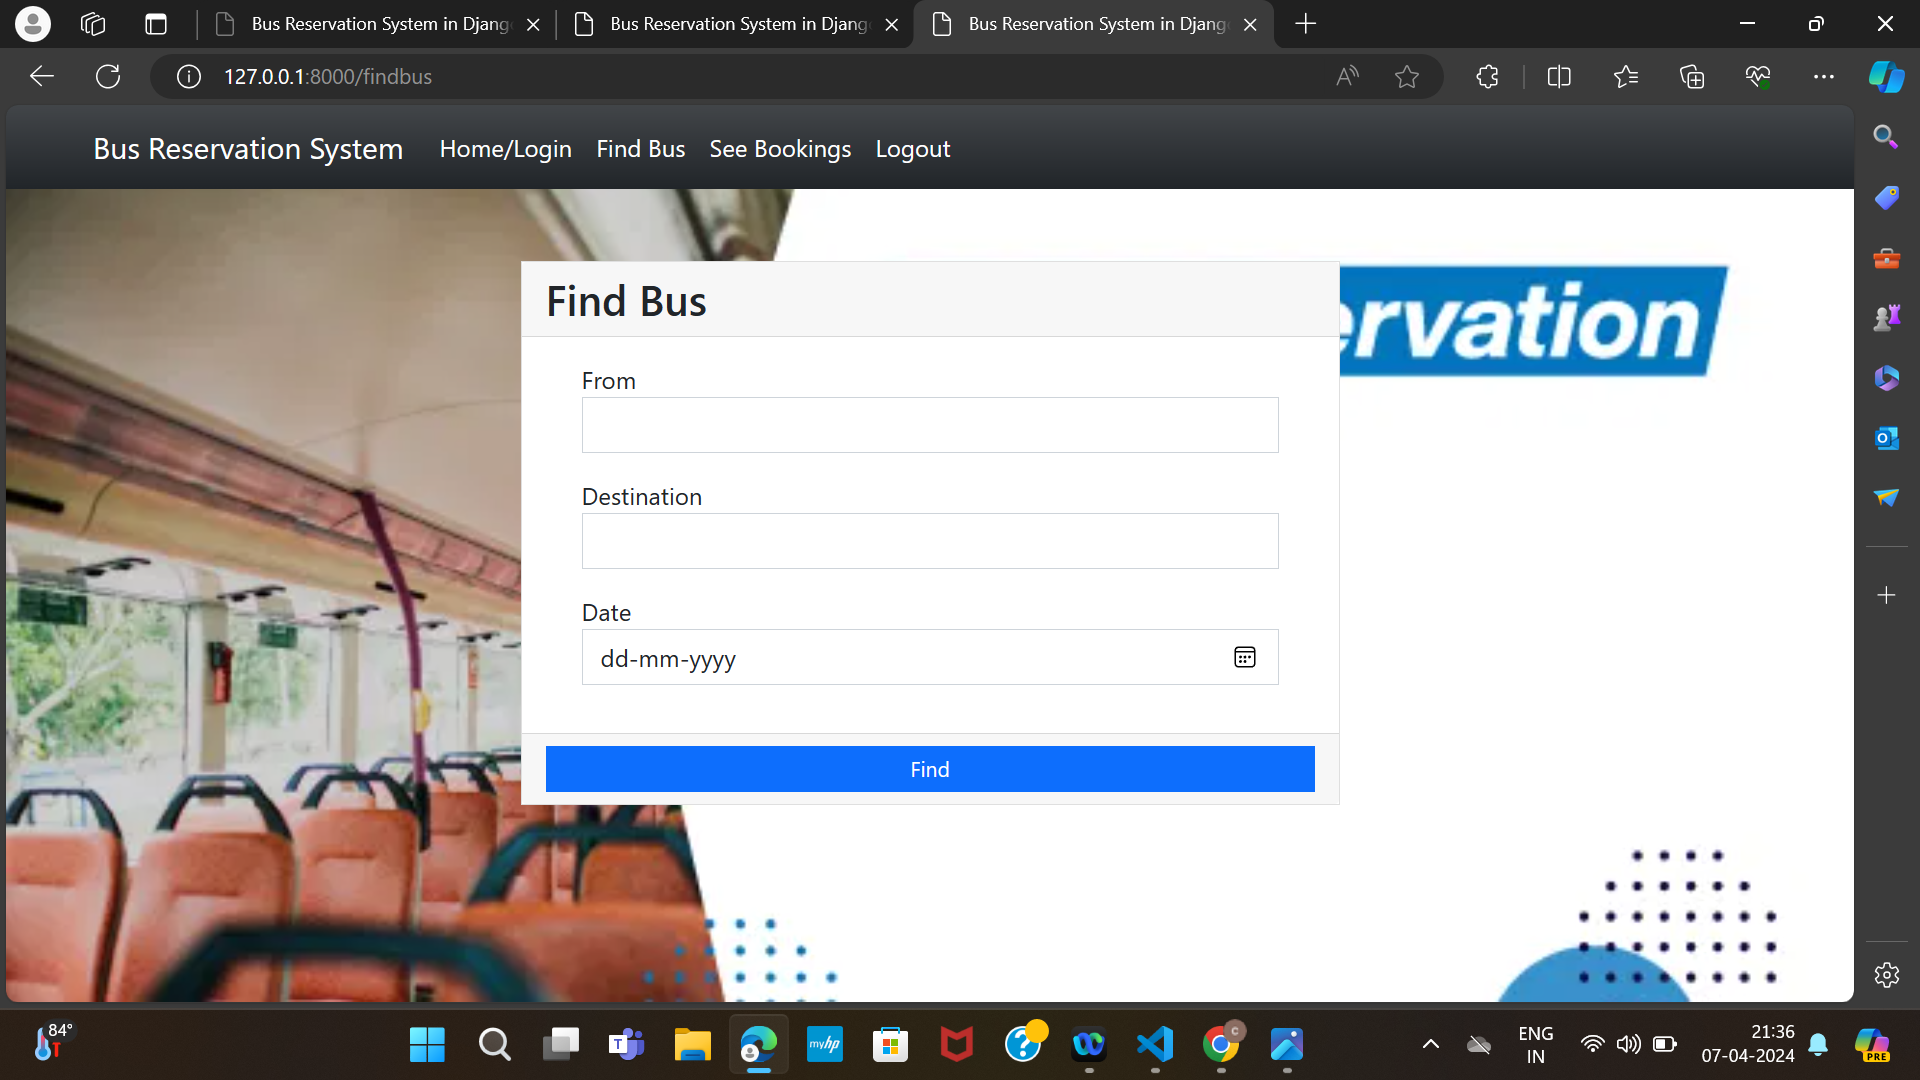 Bus Reservation System in Djang
Bus Reservation System in Djang
Bus Reservation System in Djang
127.0.0.1:8000/findbus
Bus Reservation System
Home/Login
Find Bus
See Bookings
Logout
ervation
Find Bus
From
Destination
Date
dd-mm-yyyy
Find
84°
T
myhp
?
C
ENG
IN
21:36
07-04-2024
PRE